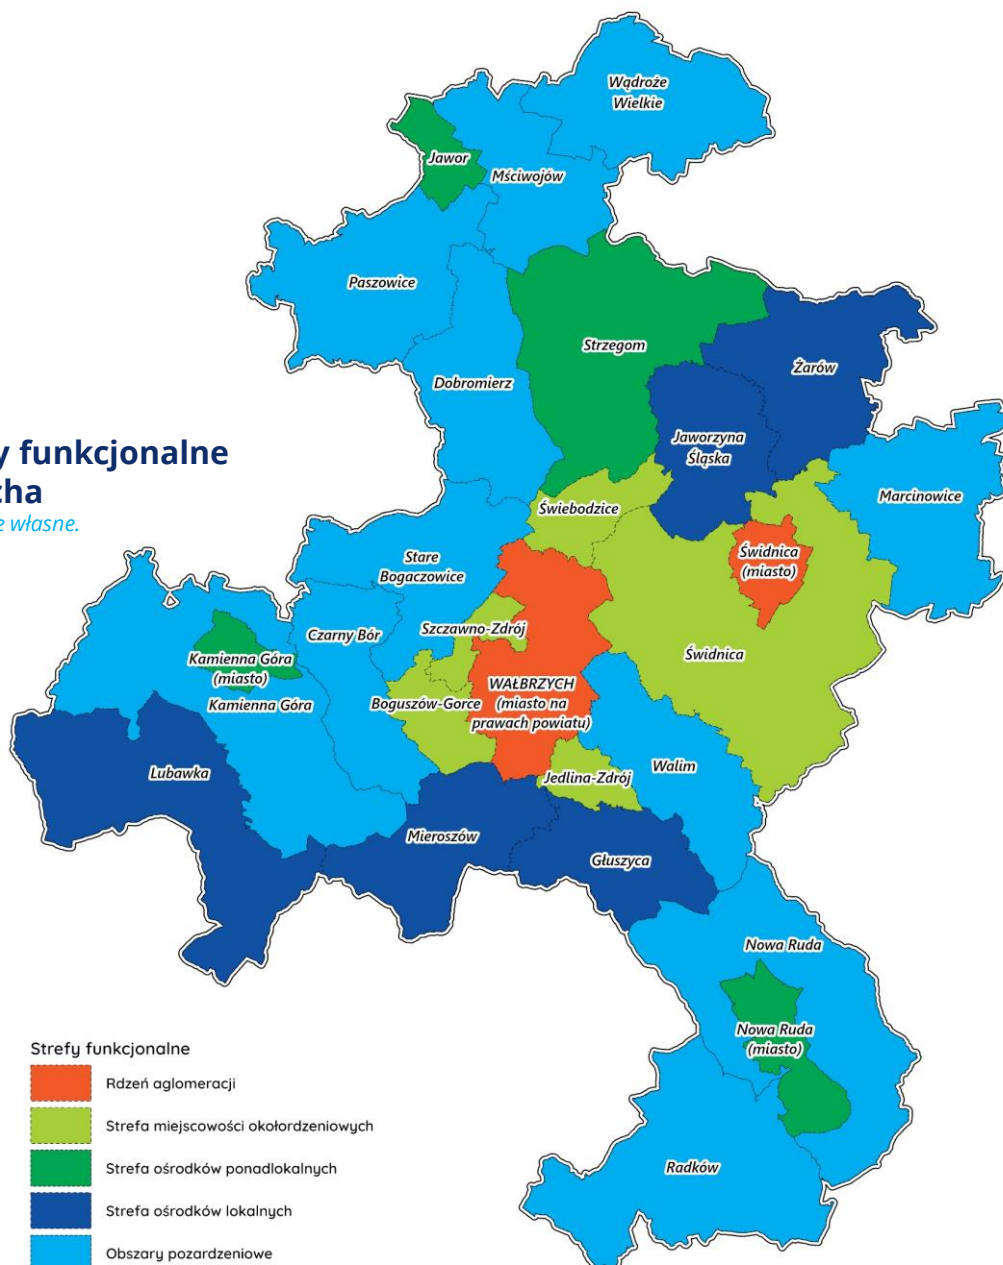 Wądroże
Wielkie
Jawor
Mściwojów
Paszowice
Strzegom
Żarów
Dobromierz
Jaworzyna
Śląska
y funkcjonalne
cha
e własne.
Marcinowice
Świebodzice
Świdnica
(miasto)
Stare
Bogaczowice
Szczawno-Zdrój
Czarny Bór
Świdnica
Kamienna Góra
(miasto)
Kamienna Góra
WAŁBRZYCH
(miasto na
prawach powiatu)
Boguszów-Gorce
Lubawka
Jedlina-Zdrój
Walim
Mieroszów
Głuszyca
Nowa Ruda
Nowa Ruda
(miasto)
Radków
Strefy funkcjonalne
Rdzeń aglomeracji
Strefa miejscowości okołordzeniowych
Strefa ośrodków ponadlokalnych
Strefa ośrodków lokalnych
Obszary pozardzeniowe